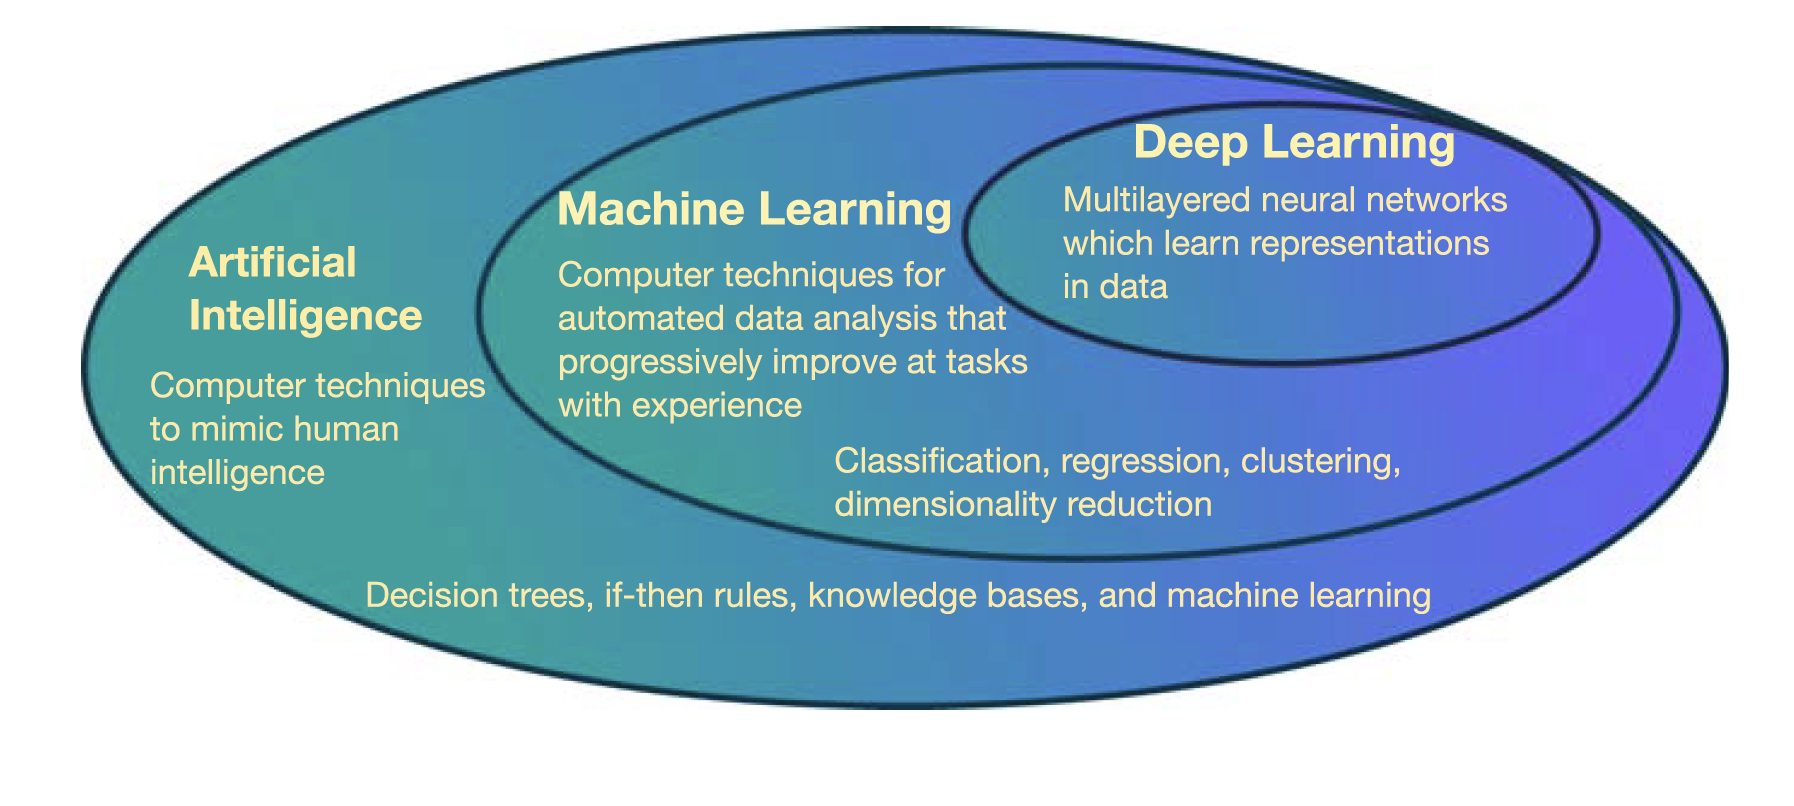 Artificial
Intelligence
Computer techniques
to mimic human
intelligence
Machine Learning
Computer techniques for
automated data analysis that
progressively improve at tasks
with experience
Deep Learning
Multilayered neural networks
which learn representations
in data
Classification, regression, clustering,
dimensionality reduction
Decision trees, if-then rules, knowledge bases, and machine learning